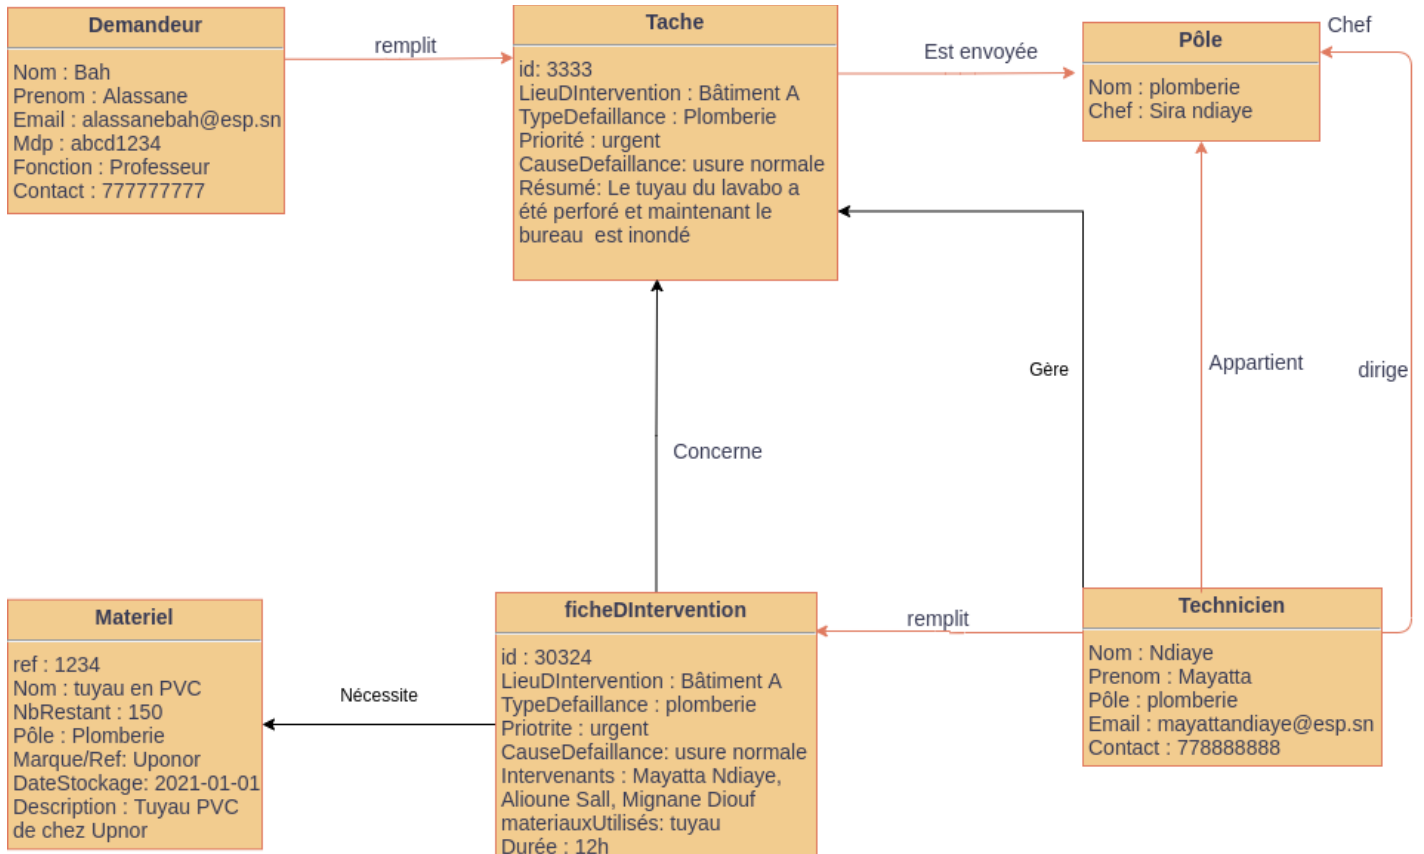 Demandeur
Nom : Bah
Prenom : Alassane
Email : alassanebah@esp.sn
Mdp : abcd1234
Fonction : Professeur
Contact : 777777777
remplit
Tache
id: 3333
LieuDIntervention : Bâtiment A
TypeDefaillance : Plomberie
Priorité : urgent
CauseDefaillance: usure normale
Résumé: Le tuyau du lavabo a
été perforé et maintenant le
bureau est inondé
Est envoyée
Pôle
Nom : plomberie
Chef : Sira ndiaye
Chef
Gère
Appartient
dirige
Concerne
Materiel
ref : 1234
Nom : tuyau en PVC
NbRestant : 150
Pôle : Plomberie
Marque/Ref: Uponor
DateStockage: 2021-01-01
Description : Tuyau PVC
de chez Upnor
Nécessite
ficheDIntervention
id : 30324
LieuDIntervention : Bâtiment A
TypeDefaillance : plomberie
Priotrite : urgent
CauseDefaillance: usure normale
Intervenants : Mayatta Ndiaye,
Alioune Sall, Mignane Diouf
materiauxUtilisés: tuyau
Durée : 12h
remplit
Technicien
Nom : Ndiaye
Prenom : Mayatta
Pôle : plomberie
Email : mayattandiaye@esp.sn
Contact : 778888888